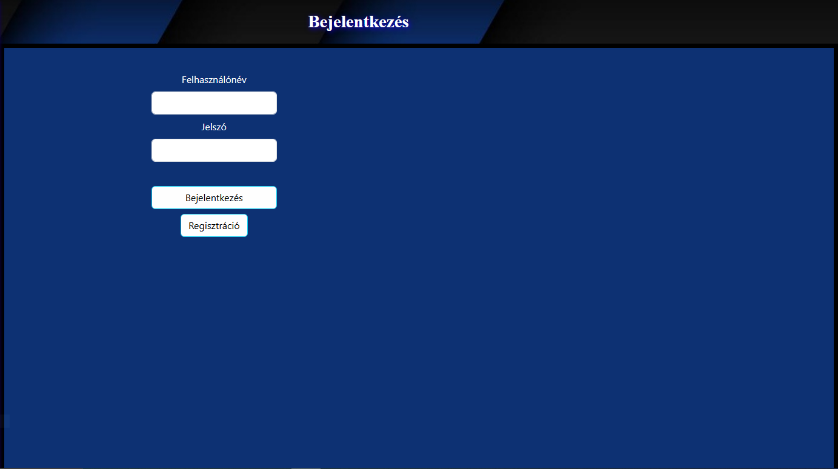 Bejelentkezés
Felhasználónév
Jelszó
Bejelentkezés
Regisztráció